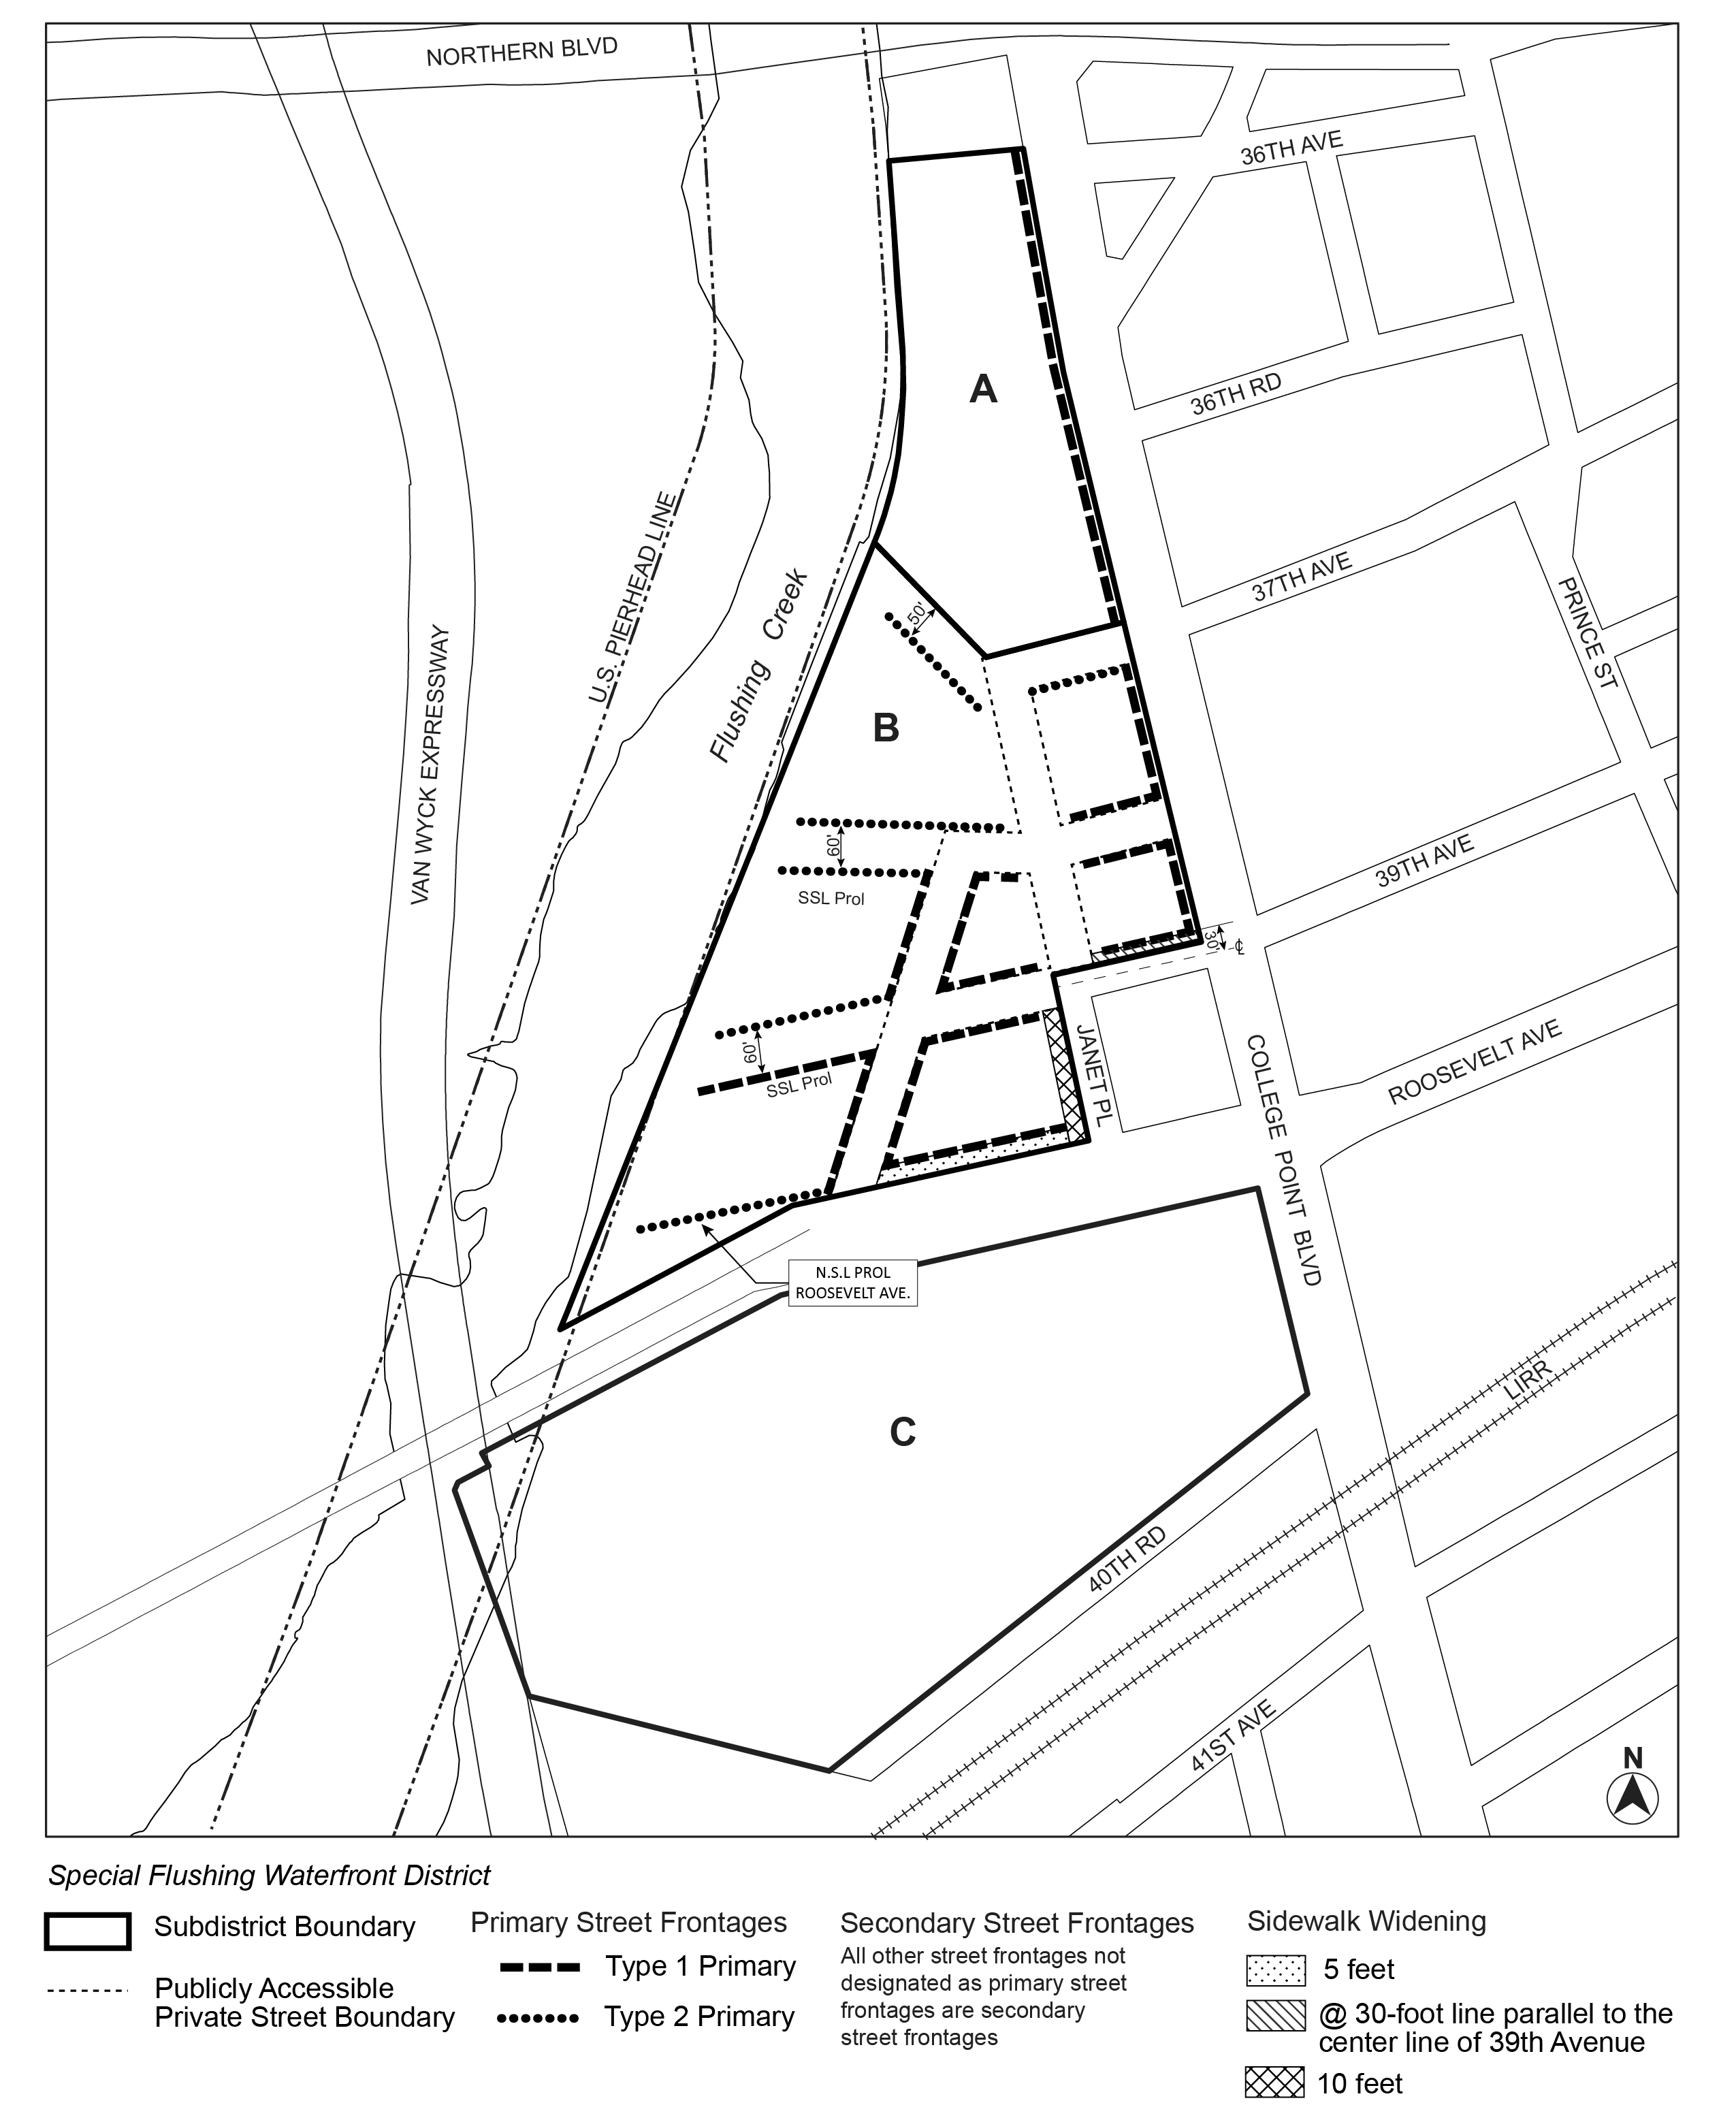 NORTHERN BLVD
36TH AVE
A
36TH RD
U.S. PIERHEAD LINE
37TH AVE
Flushing Creek
50'
PRINCE ST
VAN WYCK EXPRESSWAY
B
60'
39TH AVE
SSL Prol
30'
℄
60'
SSL Prol
JANET PL
COLLEGE POINT BLVD
ROOSEVELT AVE
N.S.L PROL
ROOSEVELT AVE.
LIRR
C
40TH RD
41ST AVE
N
Special Flushing Waterfront District
Subdistrict Boundary
Publicly Accessible
Private Street Boundary
Primary Street Frontages
Type 1 Primary
Type 2 Primary
Secondary Street Frontages
All other street frontages not
designated as primary street
frontages are secondary
street frontages
Sidewalk Widening
5 feet
@ 30-foot line parallel to the
center line of 39th Avenue
10 feet